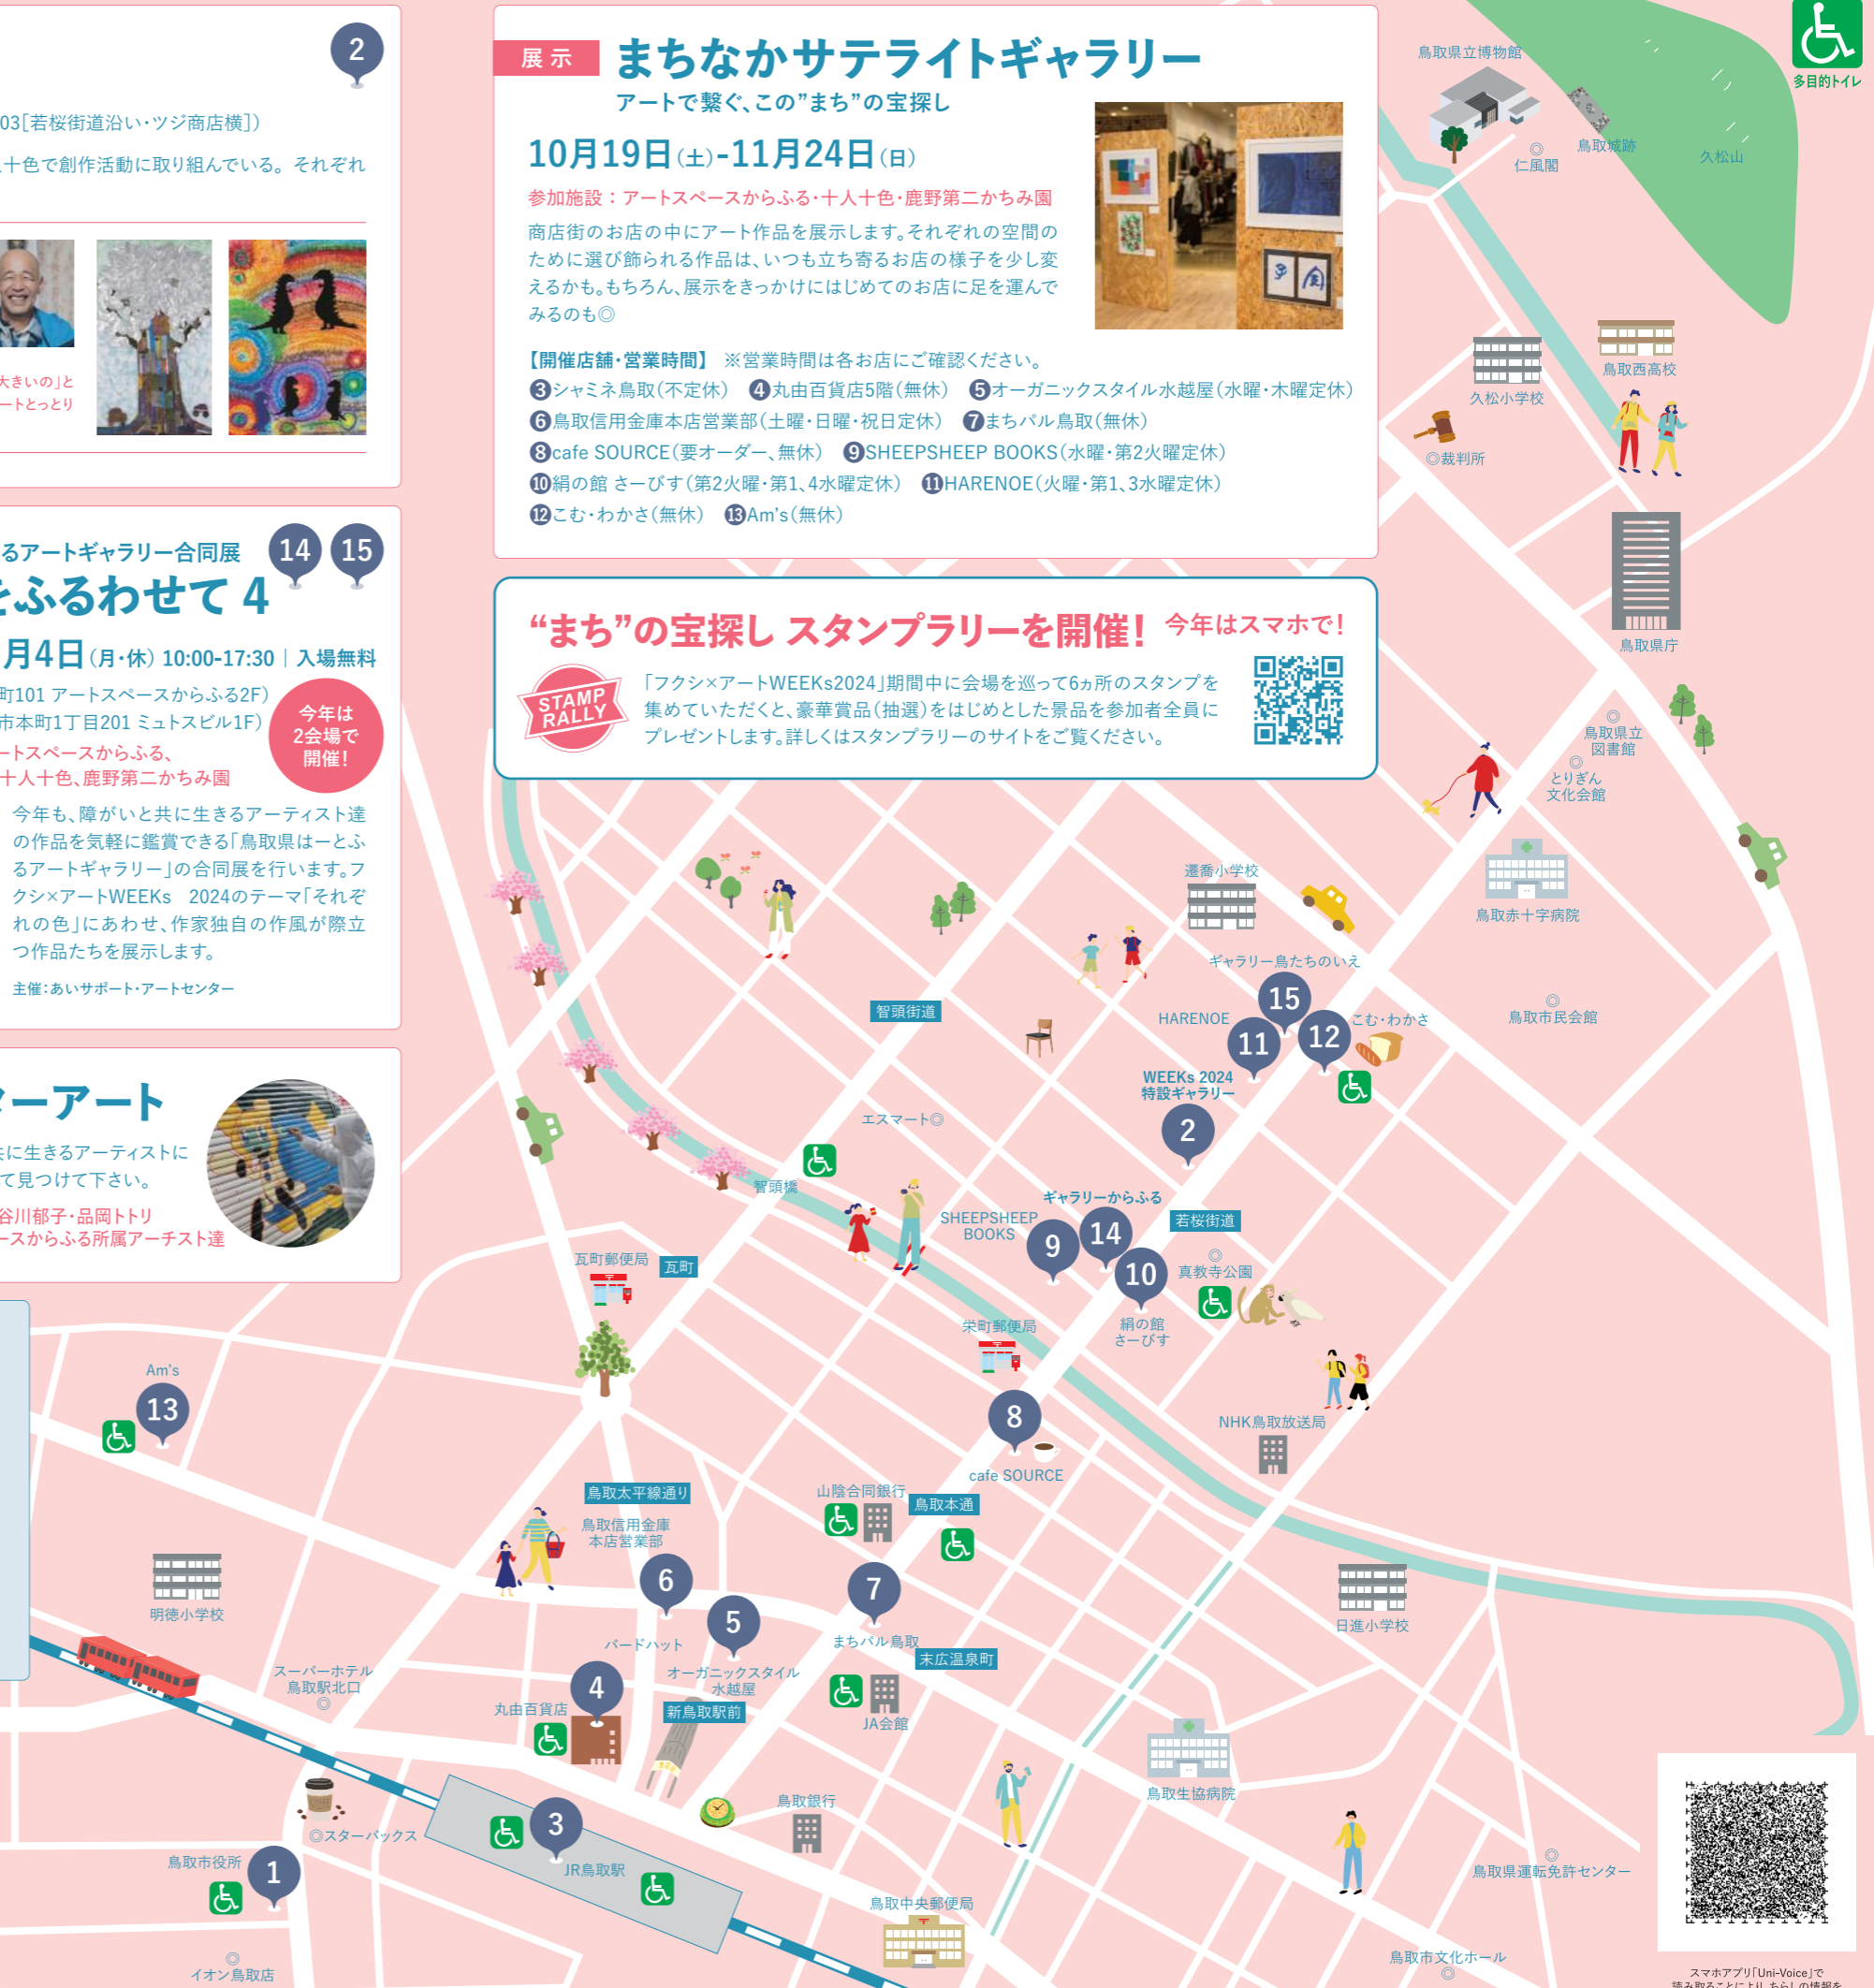 2
03[若桜街道沿い・ツジ商店横])
十色で創作活動に取り組んでいる。それぞれ
大きいの」と
ートとっとり
るアートギャラリー合同展
14 15
をふるわせて 4
月4日(月・休) 10:00-17:30 | 入場無料
町101 アートスペースからふる2F)
市本町1丁目201 ミュトスビル1F)
ートスペースからふる、
十人十色、鹿野第二かちみ園
今年は
2会場で
開催!
今年も、障がいと共に生きるアーティスト達
の作品を気軽に鑑賞できる「鳥取県はーとふ
るアートギャラリー」の合同展を行います。フ
クシ×アートWEEKs 2024のテーマ「それぞ
れの色」にあわせ、作家独自の作風が際立
つ作品たちを展示します。
主催:あいサポート・アートセンター
ターアート
共に生きるアーティストに
て見つけて下さい。
谷川郁子・品岡トトリ
ースからふる所属アーチスト達
展示
まちなかサテライトギャラリー
アートで繋ぐ、この”まち”の宝探し
10月19日(土)-11月24日(日)
参加施設:アートスペースからふる・十人十色・鹿野第二かちみ園
商店街のお店の中にアート作品を展示します。それぞれの空間の
ために選び飾られる作品は、いつも立ち寄るお店の様子を少し変
えるかも。もちろん、展示をきっかけにはじめてのお店に足を運んで
みるのも◎
【開催店舗・営業時間】 ※営業時間は各お店にご確認ください。
❸シャミネ鳥取(不定休) ❹丸由百貨店5階(無休) ❺オーガニックスタイル水越屋(水曜・木曜定休)
❻鳥取信用金庫本店営業部(土曜・日曜・祝日定休) ❼まちパル鳥取(無休)
❽cafe SOURCE(要オーダー、無休) ❾SHEEPSHEEP BOOKS(水曜・第2火曜定休)
❿絹の館 さーびす(第2火曜・第1、4水曜定休) ⓫HARENOE(火曜・第1、3水曜定休)
⓬こむ・わかさ(無休) ⓭Am's(無休)
“まち”の宝探し スタンプラリーを開催! 今年はスマホで!
STAMP
RALLY
「フクシ×アートWEEKs2024」期間中に会場を巡って6ヵ所のスタンプを
集めていただくと、豪華賞品(抽選)をはじめとした景品を参加者全員に
プレゼントします。詳しくはスタンプラリーのサイトをご覧ください。
多目的トイレ
鳥取県立博物館
◎
仁風閣
鳥取城跡
久松山
鳥取西高校
久松小学校
◎裁判所
鳥取県庁
◎
鳥取県立
図書館
◎
とりぎん
文化会館
鳥取赤十字病院
◎
鳥取市民会館
遷喬小学校
ギャラリー鳥たちのいえ
15
HARENOE
11
12
こむ・わかさ
WEEKs 2024
特設ギャラリー
2
智頭街道
エスマート◎
智頭橋
ギャラリーからふる
14
SHEEPSHEEP
BOOKS
9
10
絹の館
さーびす
若桜街道
◎
真教寺公園
瓦町郵便局
瓦町
栄町郵便局
8
cafe SOURCE
NHK鳥取放送局
Am's
13
鳥取太平線通り
鳥取信用金庫
本店営業部
6
山陰合同銀行
鳥取本通
7
まちパル鳥取
5
オーガニックスタイル
水越屋
バードハット
末広温泉町
JA会館
日進小学校
明徳小学校
スーパーホテル
鳥取駅北口
◎
4
丸由百貨店
新鳥取駅前
鳥取生協病院
◎スターバックス
3
JR鳥取駅
鳥取銀行
鳥取市役所
1
◎
イオン鳥取店
鳥取中央郵便局
◎
鳥取県運転免許センター
鳥取市文化ホール
◎
スマホアプリ「Uni-Voice」で
読み取ることにより、ちらしの情報を